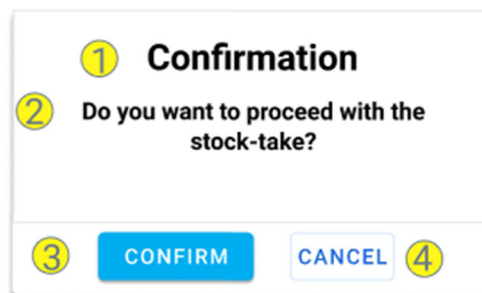 1 Confirmation
2 Do you want to proceed with the
stock-take?
3 CONFIRM CANCEL 4